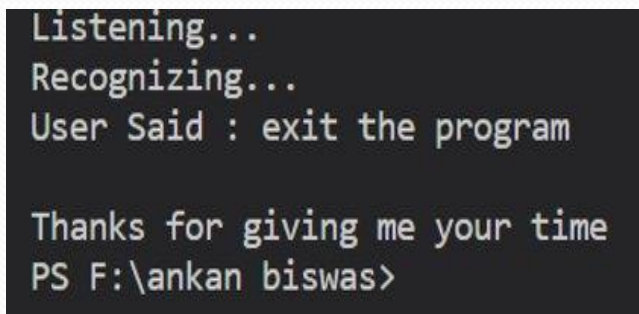 Listening...
Recognizing...
User Said : exit the program

Thanks for giving me your time
PS F:\ankan biswas>